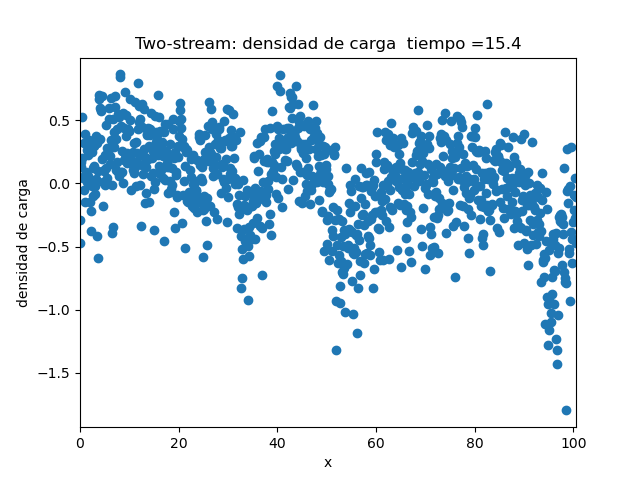 Two-stream: densidad de carga  tiempo =15.4
densidad de carga
0.5
0.0
−0.5
−1.0
−1.5
0 20 40 60 80 100
x